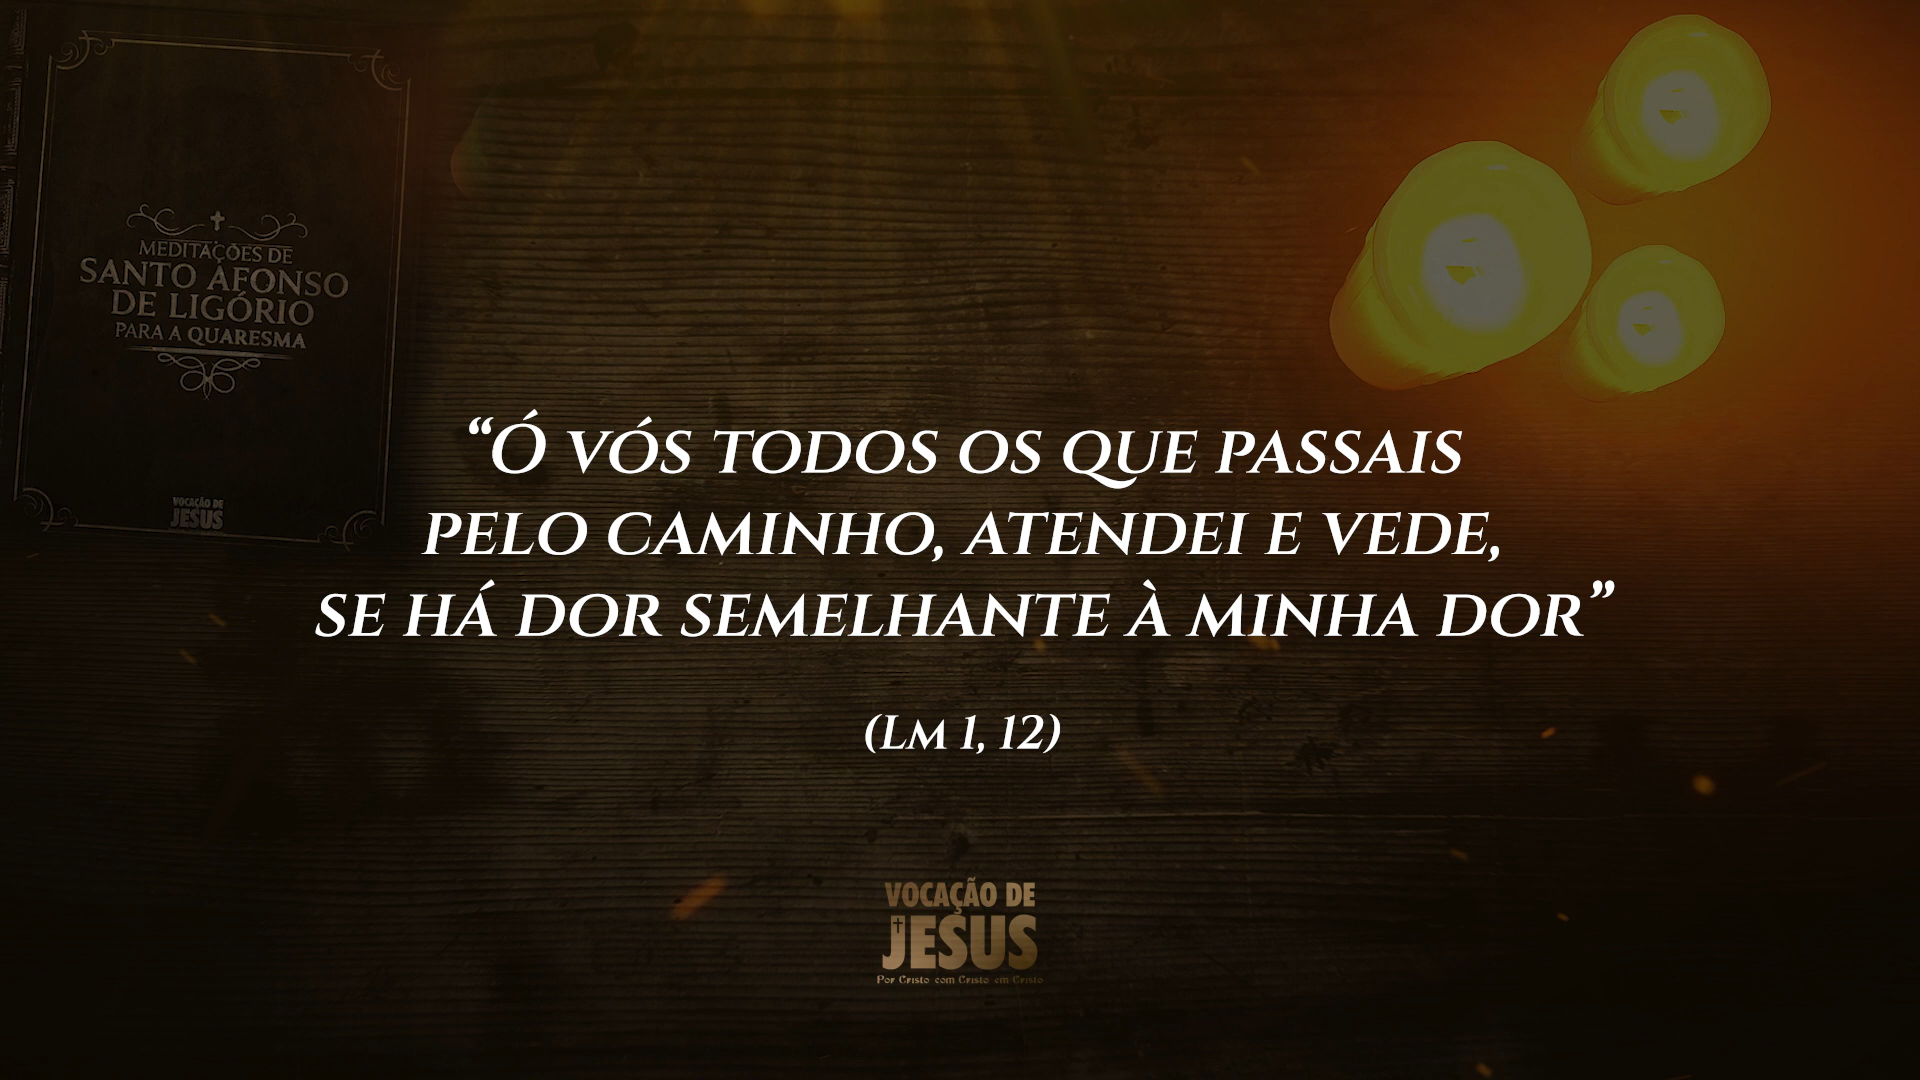 MEDITAÇÕES DE
SANTO AFONSO
DE LIGÓRIO
PARA A QUARESMA
VOCAÇÃO DE
JESUS
“Ó VÓS TODOS OS QUE PASSAIS
PELO CAMINHO, ATENDEI E VEDE,
SE HÁ DOR SEMELHANTE À MINHA DOR”
(LM 1, 12)
VOCAÇÃO DE
JESUS
Por Cristo com Cristo em Cristo